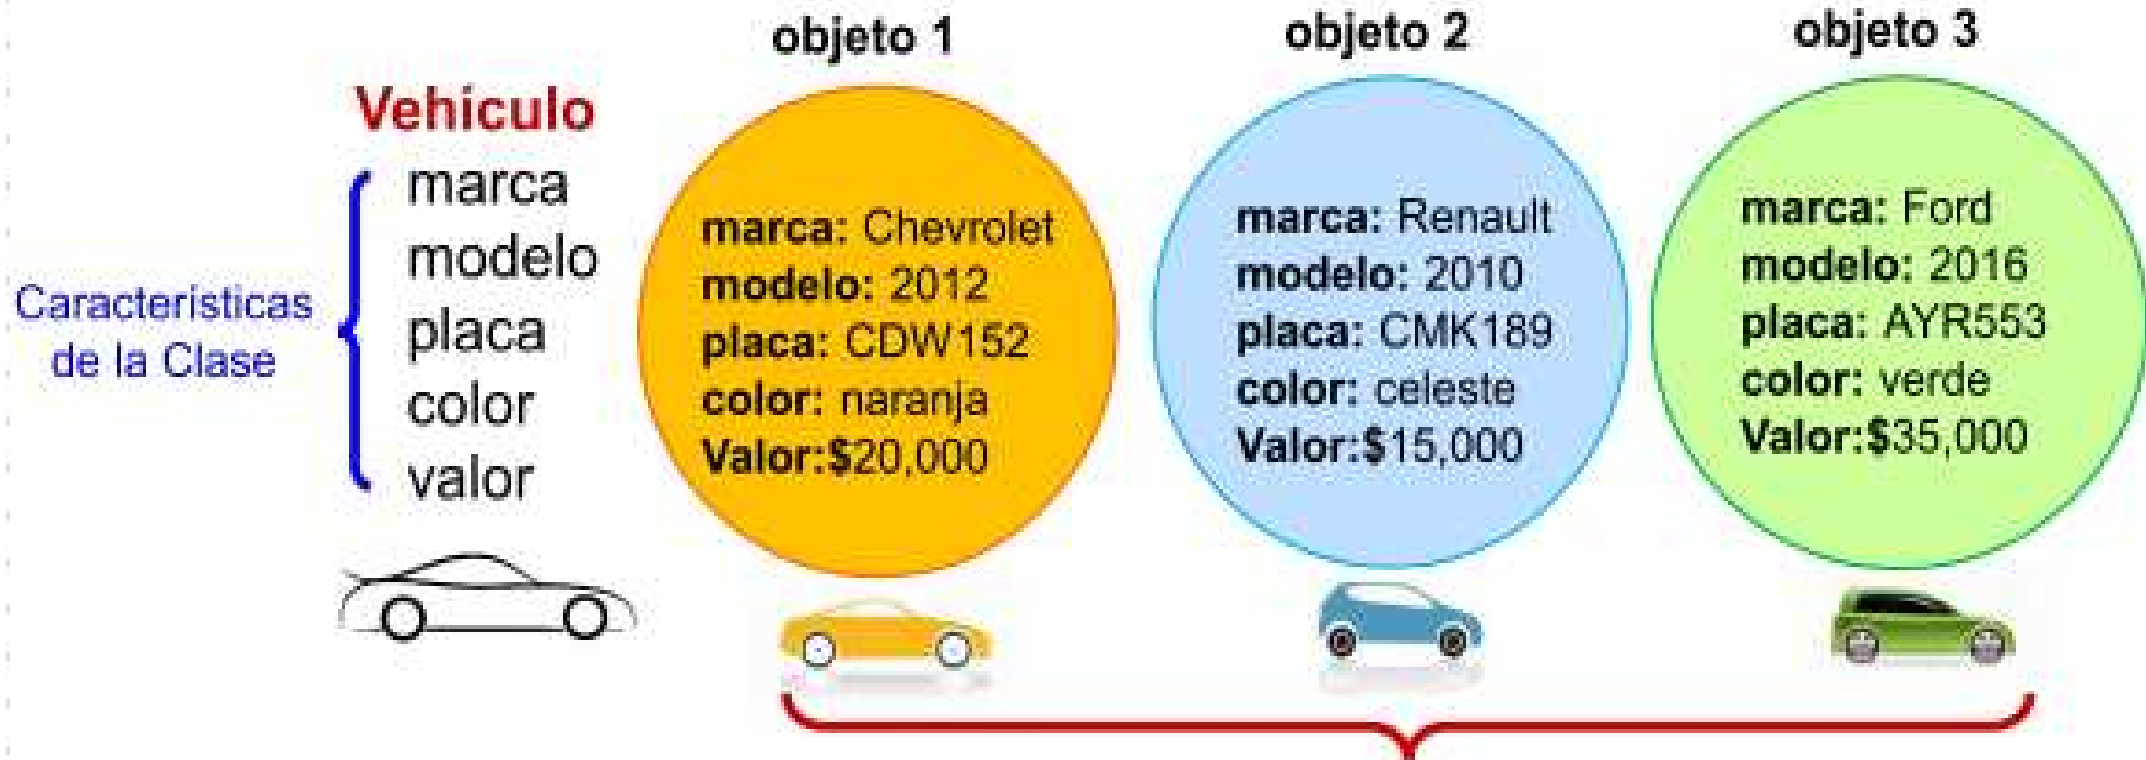 Vehículo
marca
modelo
placa
color
valor
Características
de la Clase
objeto 1
marca: Chevrolet
modelo: 2012
placa: CDW152
color: naranja
Valor:$20,000
objeto 2
marca: Renault
modelo: 2010
placa: CMK189
color: celeste
Valor:$15,000
objeto 3
marca: Ford
modelo: 2016
placa: AYR553
color: verde
Valor:$35,000